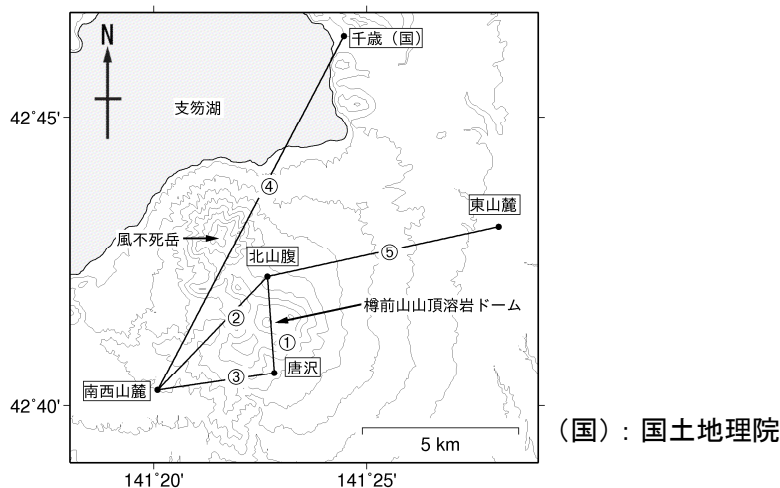 N
千歳（国）
支笏湖
42˚45'
④
東山麓
風不死岳
北山腹
⑤
樽前山山頂溶岩ドーム
②
①
③
唐沢
南西山麓
42˚40'
5 km
（国）：国土地理院
141˚20'
141˚25'